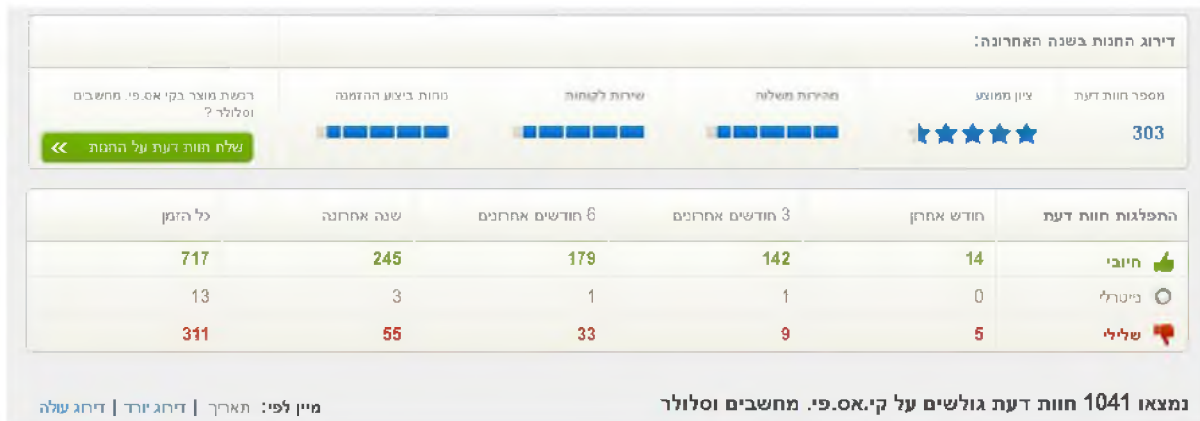 דירוג החנות בשנה האחרונה:
מספר חוות דעת
ציון ממוצע
מהירות משלוח
שירות לקוחות
נוחות ביצוע ההזמנה
רכשת מוצר בקי אס.פי. מחשבים
וסלולר ?
303
שלח חוות דעת על החנות
התפלגות חוות דעת חודש אחרון 3 חודשים אחרונים 6 חודשים אחרונים שנה אחרונה כל הזמן
חיובי 14 142 179 245 717
נייטרלי 0 1 1 3 13
שלילי 5 9 33 55 311
נמצאו 1041 חוות דעת גולשים על קי.אס.פי. מחשבים וסלולר
מיין לפי: תאריך | דירוג יורד | דירוג עולה